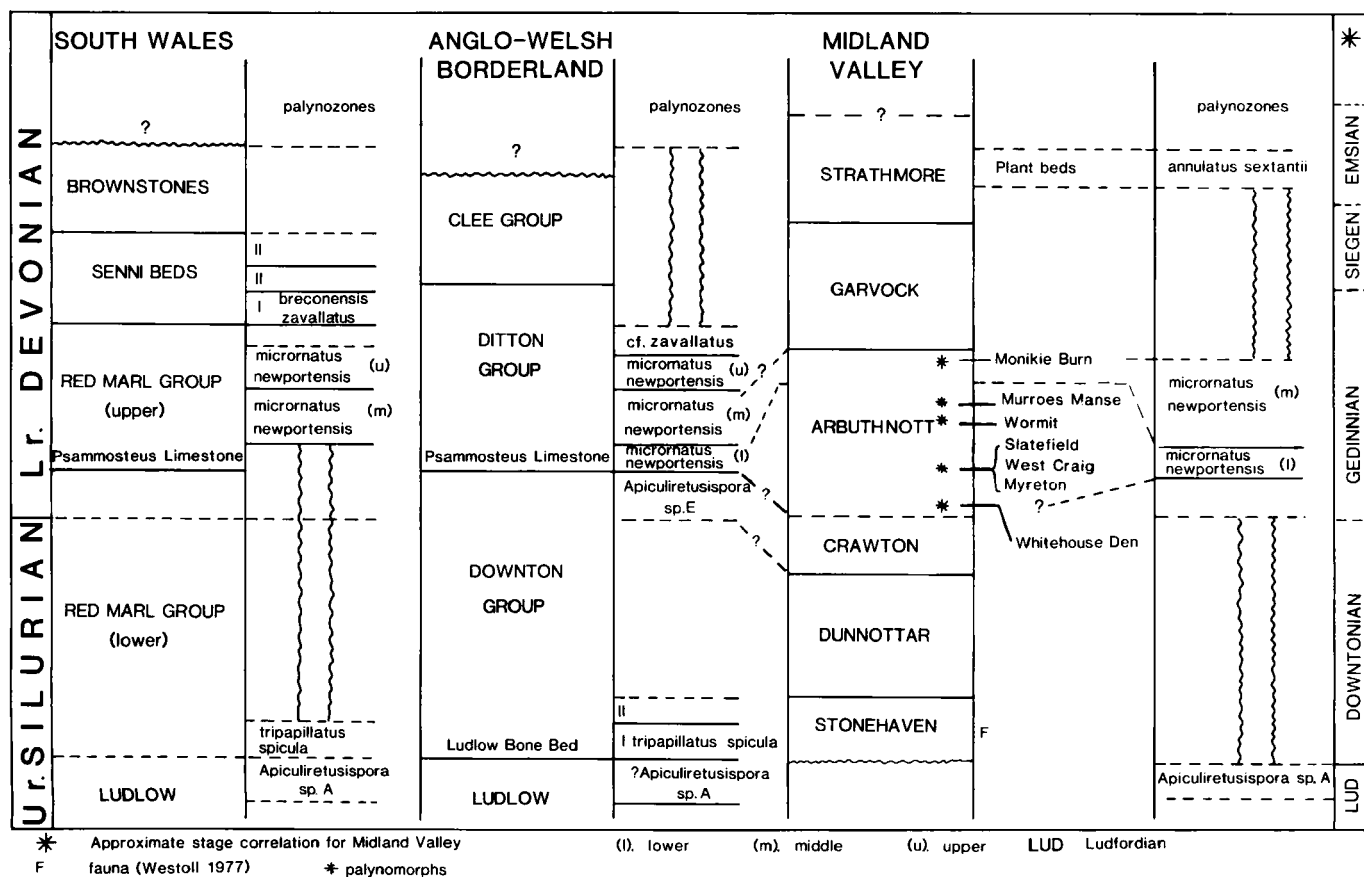 SOUTH WALES
ANGLO-WELSH
BORDERLAND
MIDLAND
VALLEY
*
Ur. SILURIAN Lr. DEVONIAN
palynozones
?
BROWNSTONES
SENNI BEDS
II
II
I breconensis
zavallatus
RED MARL GROUP
(upper)
micrornatus (u)
newportensis
micrornatus (m)
newportensis
Psammosteus Limestone
RED MARL GROUP
(lower)
tripapillatus
spicula
LUDLOW
Apiculiretusispora
sp. A
palynozones
?
CLEE GROUP
DITTON
GROUP
cf. zavallatus
micrornatus (u)
newportensis
micrornatus (m)
newportensis
Psammosteus Limestone
micrornatus (l)
newportensis
Apiculiretusispora
sp.E
DOWNTON
GROUP
II
Ludlow Bone Bed
I tripapillatus spicula
LUDLOW
?Apiculiretusispora
sp. A
?
?
?
?
STRATHMORE
GARVOCK
ARBUTHNOTT
CRAWTON
DUNNOTTAR
STONEHAVEN
Plant beds
* Monikie Burn
* Murroes Manse
* Wormit
Slatefield
* West Craig
Myreton
?
* Whitehouse Den
F
palynozones
annulatus sextantii
micrornatus (m)
newportensis
micrornatus
newportensis (l)
Apiculiretusispora sp. A
EMSIAN
SIEGEN
GEDINNIAN
DOWNTONIAN
LUD
* Approximate stage correlation for Midland Valley
(l). lower (m). middle (u). upper LUD Ludfordian
F fauna (Westoll 1977) * palynomorphs